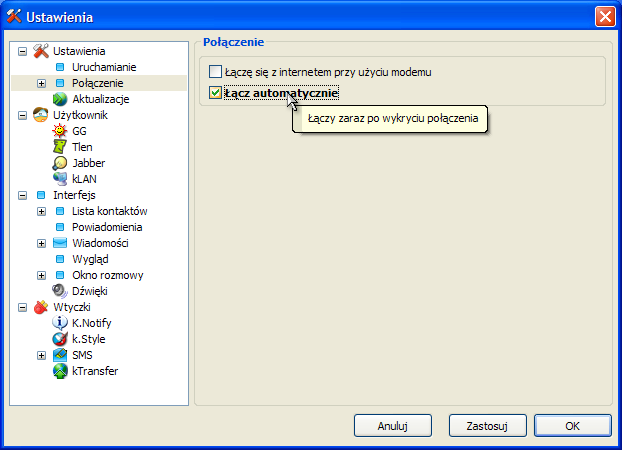 Ustawienia
Ustawienia
Uruchamianie
Połączenie
Aktualizacje
Użytkownik
GG
Tlen
Jabber
kLAN
Interfejs
Lista kontaktów
Powiadomienia
Wiadomości
Wygląd
Okno rozmowy
Dźwięki
Wtyczki
K.Notify
k.Style
SMS
kTransfer
Połączenie
Łączę się z internetem przy użyciu modemu
Łącz automatycznie
Łączy zaraz po wykryciu połączenia
Anuluj
Zastosuj
OK